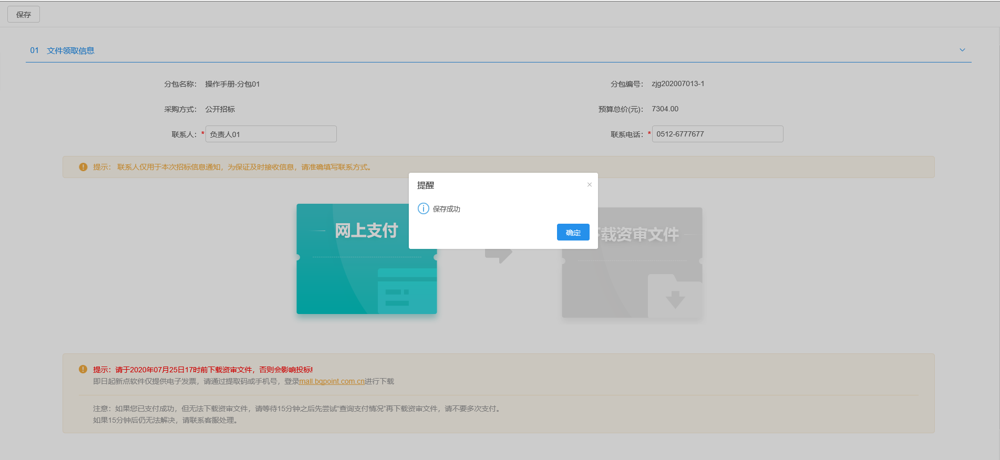 保存
01 文件领取信息
分包名称： 操作手册-分包01
分包编号： zjg202007013-1
采购方式： 公开招标
预算总价(元)： 7304.00
联系人：* 负责人01
联系电话：* 0512-6777677
提示： 联系人仅用于本次招标信息通知，为保证及时接收信息，请准确填写联系方式。
提醒
保存成功
确定
网上支付
下载资审文件
提示：请于2020年07月25日17时前下载资审文件，否则会影响投标!
即日起新点软件仅提供电子发票，请通过提取码或手机号，登录mall.bqpoint.com.cn进行下载
注意：如果您已支付成功，但无法下载资审文件，请等待15分钟之后先尝试“查询支付情况”再下载资审文件，请不要多次支付。
如果15分钟后仍无法解决，请联系客服处理。